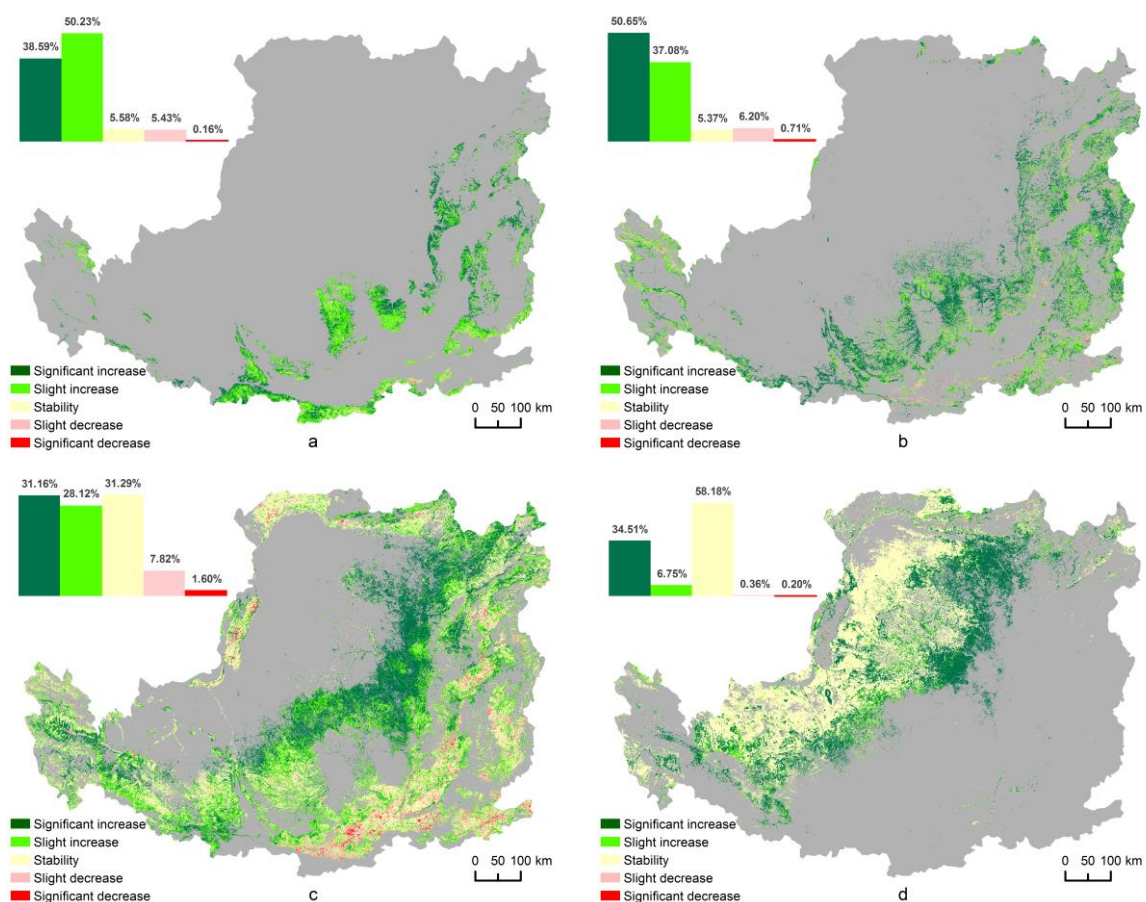 50.23%
38.59%
5.58%
5.43%
0.16%
Significant increase
Slight increase
Stability
Slight decrease
Significant decrease
0 50 100 km
a
50.65%
37.08%
5.37%
6.20%
0.71%
Significant increase
Slight increase
Stability
Slight decrease
Significant decrease
0 50 100 km
b
31.16%
28.12%
31.29%
7.82%
1.60%
Significant increase
Slight increase
Stability
Slight decrease
Significant decrease
0 50 100 km
c
58.18%
34.51%
6.75%
0.36%
0.20%
Significant increase
Slight increase
Stability
Slight decrease
Significant decrease
0 50 100 km
d